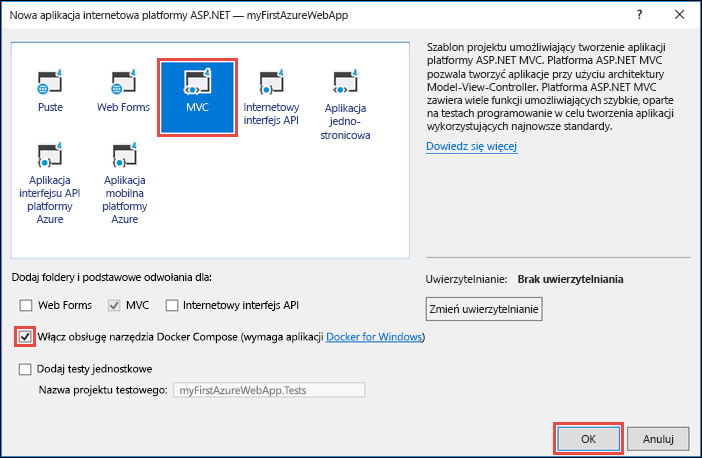 Nowa aplikacja internetowa platformy ASP.NET — myFirstAzureWebApp
Puste
Web Forms
MVC
Internetowy
interfejs API
Aplikacja
jedno-
stronicowa
Aplikacja
interfejsu API
platformy
Azure
Aplikacja
mobilna
platformy
Azure
Szablon projektu umożliwiający tworzenie aplikacji
platformy ASP.NET MVC. Platforma ASP.NET MVC
pozwala tworzyć aplikacje przy użyciu architektury
Model-View-Controller. Platforma ASP.NET MVC
zawiera wiele funkcji umożliwiających szybkie, oparte
na testach programowanie w celu tworzenia aplikacji
wykorzystujących najnowsze standardy.
Dowiedz się więcej
Dodaj foldery i podstawowe odwołania dla:
Web Forms
MVC
Internetowy interfejs API
Włącz obsługę narzędzia Docker Compose (wymaga aplikacji Docker for Windows)
Dodaj testy jednostkowe
Nazwa projektu testowego:
myFirstAzureWebApp.Tests
Uwierzytelnianie: Brak uwierzytelniania
Zmień uwierzytelnianie
OK
Anuluj